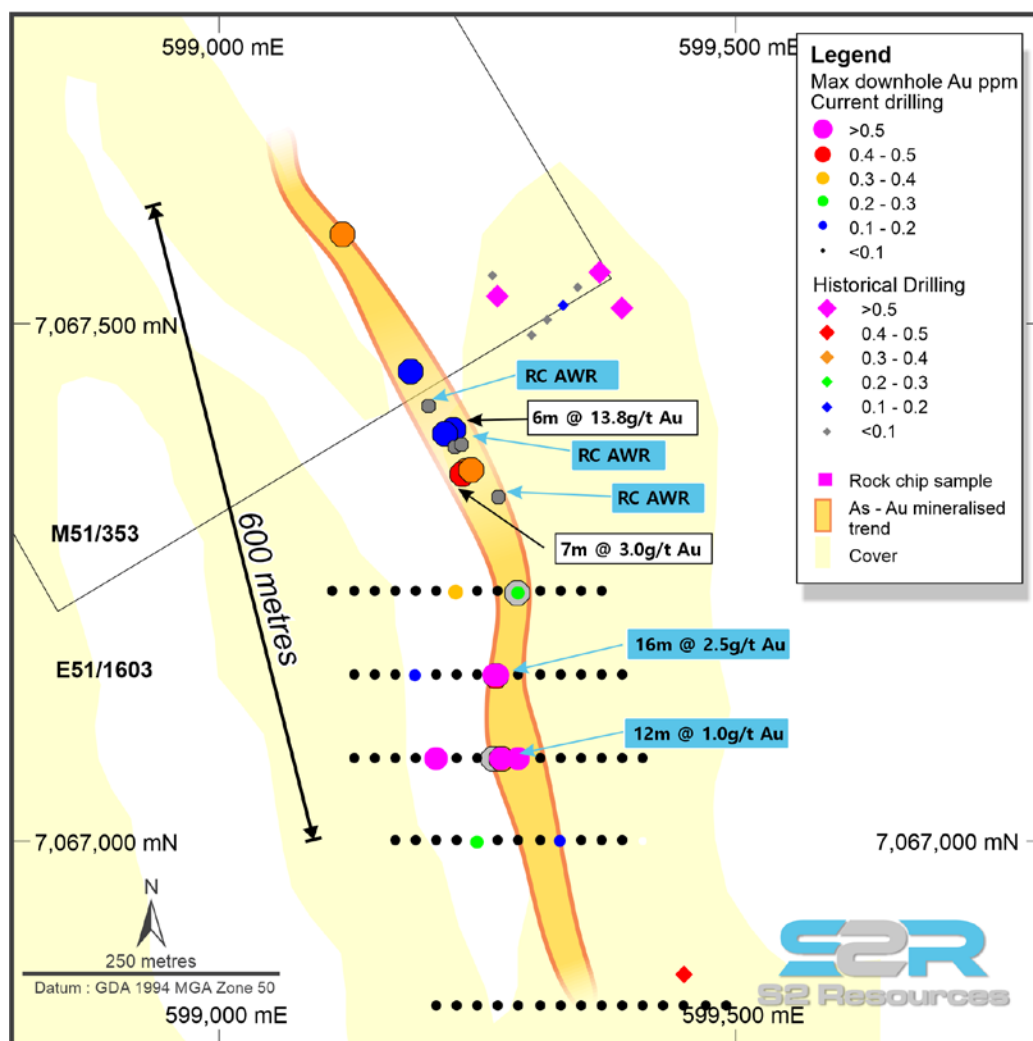 599,000 mE
599,500 mE
Legend
Max downhole Au ppm
Current drilling
>0.5
0.4 - 0.5
0.3 - 0.4
0.2 - 0.3
0.1 - 0.2
<0.1
Historical Drilling
>0.5
0.4 - 0.5
0.3 - 0.4
0.2 - 0.3
0.1 - 0.2
<0.1
Rock chip sample
As - Au mineralised
trend
Cover
7,067,500 mN
RC AWR
6m @ 13.8g/t Au
RC AWR
RC AWR
M51/353
7m @ 3.0g/t Au
600 metres
E51/1603
16m @ 2.5g/t Au
12m @ 1.0g/t Au
7,067,000 mN
7,067,000 mN
N
250 metres
Datum : GDA 1994 MGA Zone 50
S2R
S2 Resources
599,000 mE
599,500 mE